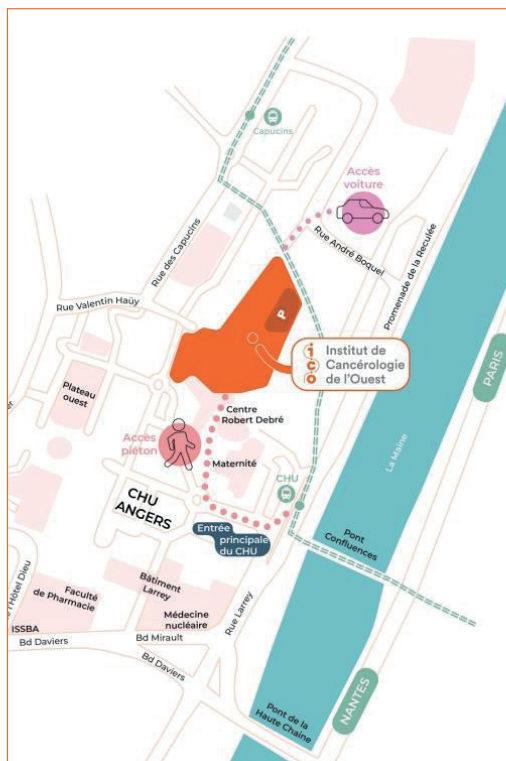 Capucins
Accès
voiture
Rue André Boquel
Promenade de la Reculée
Rue des Capucins
Rue Valentin Haüy
P
ico
Institut de
Cancérologie
de l'Ouest
PARIS
Plateau
ouest
Centre
Robert Debré
Accès
piéton
Maternité
La Maine
CHU
CHU
ANGERS
Entrée
principale
du CHU
Pont
Confluences
l'Hôtel Dieu
Faculté
de Pharmacie
Bâtiment
Larrey
Médecine
nucléaire
Rue Larrey
ISSBA
Bd Daviers
Bd Mirault
Bd Daviers
NANTES
Pont de la
Haute Chaine